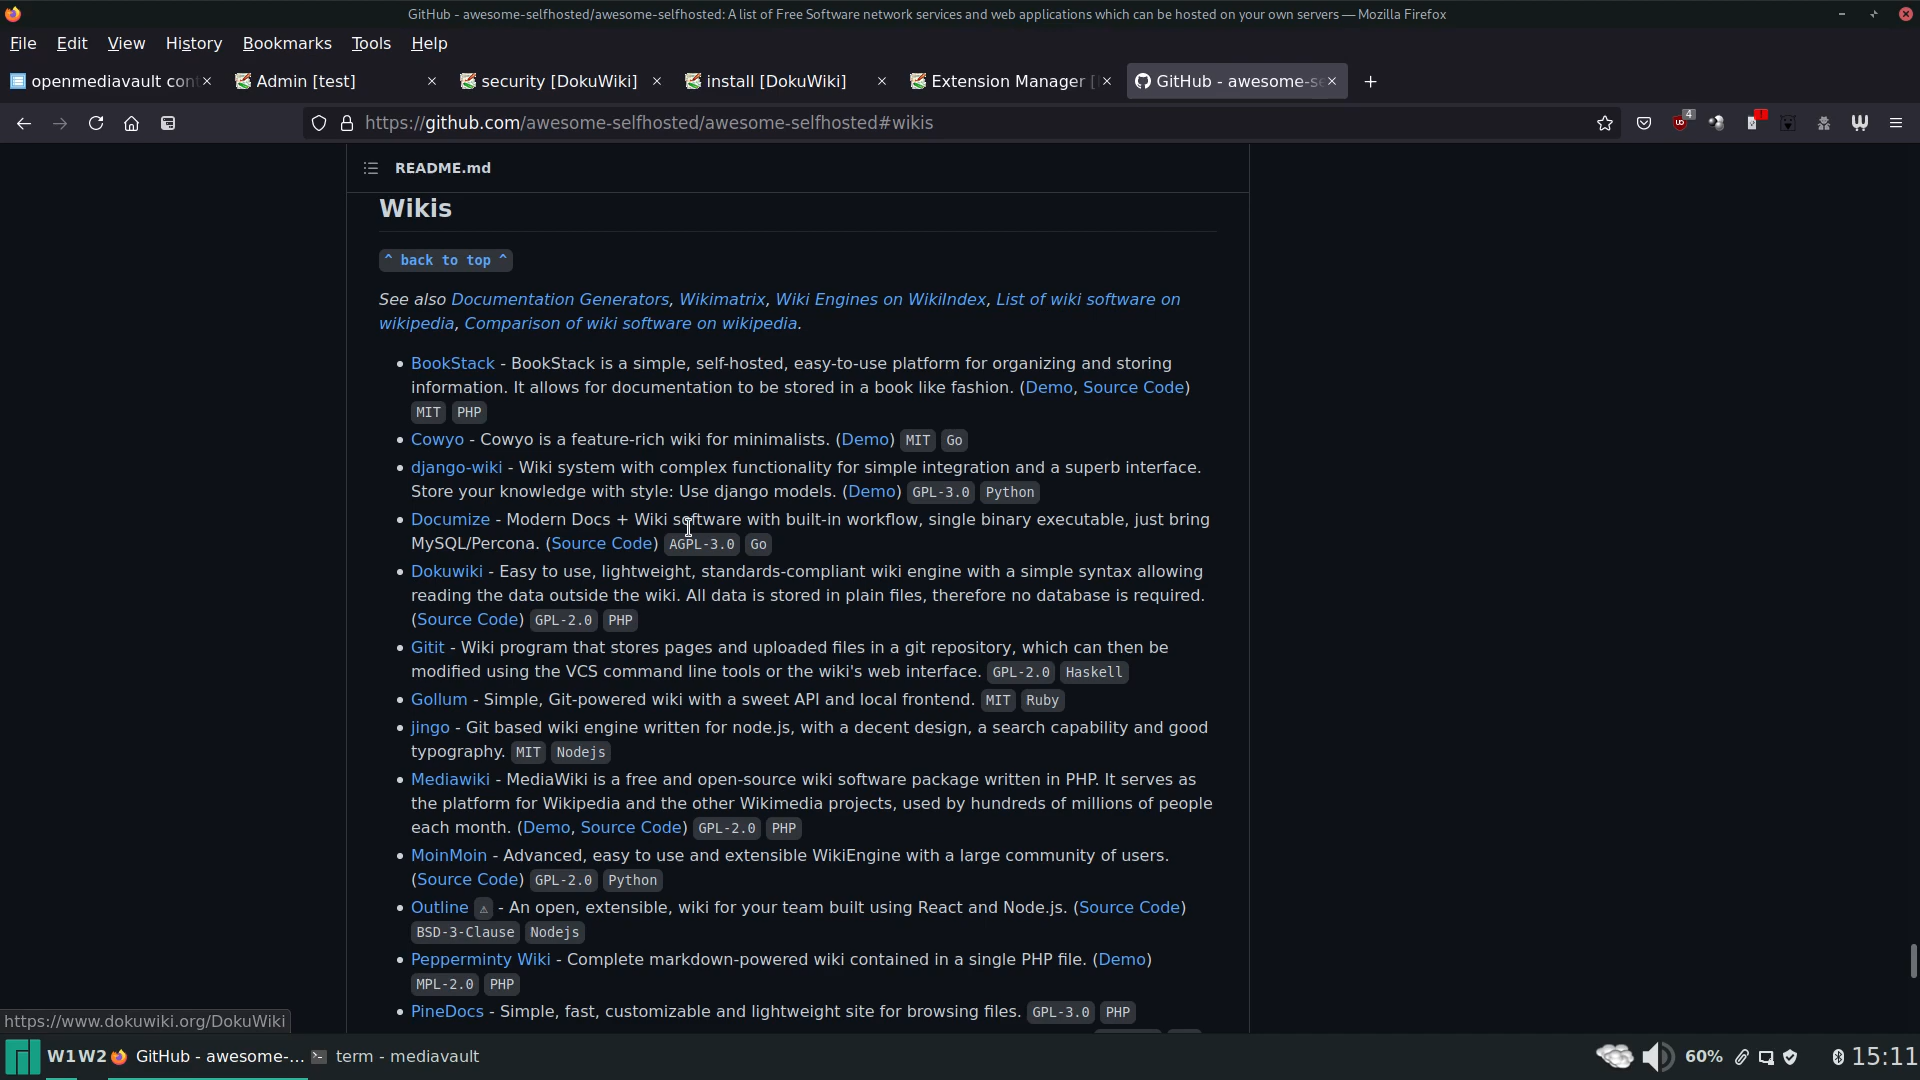 GitHub - awesome-selfhosted/awesome-selfhosted: A list of Free Software network services and web applications which can be hosted on your own servers — Mozilla Firefox
File Edit View History Bookmarks Tools Help
openmediavault con
Admin [test]
security [DokuWiki]
install [DokuWiki]
Extension Manager [
GitHub - awesome-se
https://github.com/awesome-selfhosted/awesome-selfhosted#wikis
4
README.md
Wikis
^ back to top ^
See also Documentation Generators, Wikimatrix, Wiki Engines on WikiIndex, List of wiki software on
wikipedia, Comparison of wiki software on wikipedia.
BookStack - BookStack is a simple, self-hosted, easy-to-use platform for organizing and storing
information. It allows for documentation to be stored in a book like fashion. (Demo, Source Code)
MIT PHP
Cowyo - Cowyo is a feature-rich wiki for minimalists. (Demo) MIT Go
django-wiki - Wiki system with complex functionality for simple integration and a superb interface.
Store your knowledge with style: Use django models. (Demo) GPL-3.0 Python
Documize - Modern Docs + Wiki software with built-in workflow, single binary executable, just bring
MySQL/Percona. (Source Code) AGPL-3.0 Go
Dokuwiki - Easy to use, lightweight, standards-compliant wiki engine with a simple syntax allowing
reading the data outside the wiki. All data is stored in plain files, therefore no database is required.
(Source Code) GPL-2.0 PHP
Gitit - Wiki program that stores pages and uploaded files in a git repository, which can then be
modified using the VCS command line tools or the wiki's web interface. GPL-2.0 Haskell
Gollum - Simple, Git-powered wiki with a sweet API and local frontend. MIT Ruby
jingo - Git based wiki engine written for node.js, with a decent design, a search capability and good
typography. MIT Nodejs
Mediawiki - MediaWiki is a free and open-source wiki software package written in PHP. It serves as
the platform for Wikipedia and the other Wikimedia projects, used by hundreds of millions of people
each month. (Demo, Source Code) GPL-2.0 PHP
MoinMoin - Advanced, easy to use and extensible WikiEngine with a large community of users.
(Source Code) GPL-2.0 Python
Outline ⚠ - An open, extensible, wiki for your team built using React and Node.js. (Source Code)
BSD-3-Clause Nodejs
Pepperminty Wiki - Complete markdown-powered wiki contained in a single PHP file. (Demo)
MPL-2.0 PHP
PineDocs - Simple, fast, customizable and lightweight site for browsing files. GPL-3.0 PHP
https://www.dokuwiki.org/DokuWiki
W1 W2 GitHub - awesome-... term - mediavault 60% 15:11